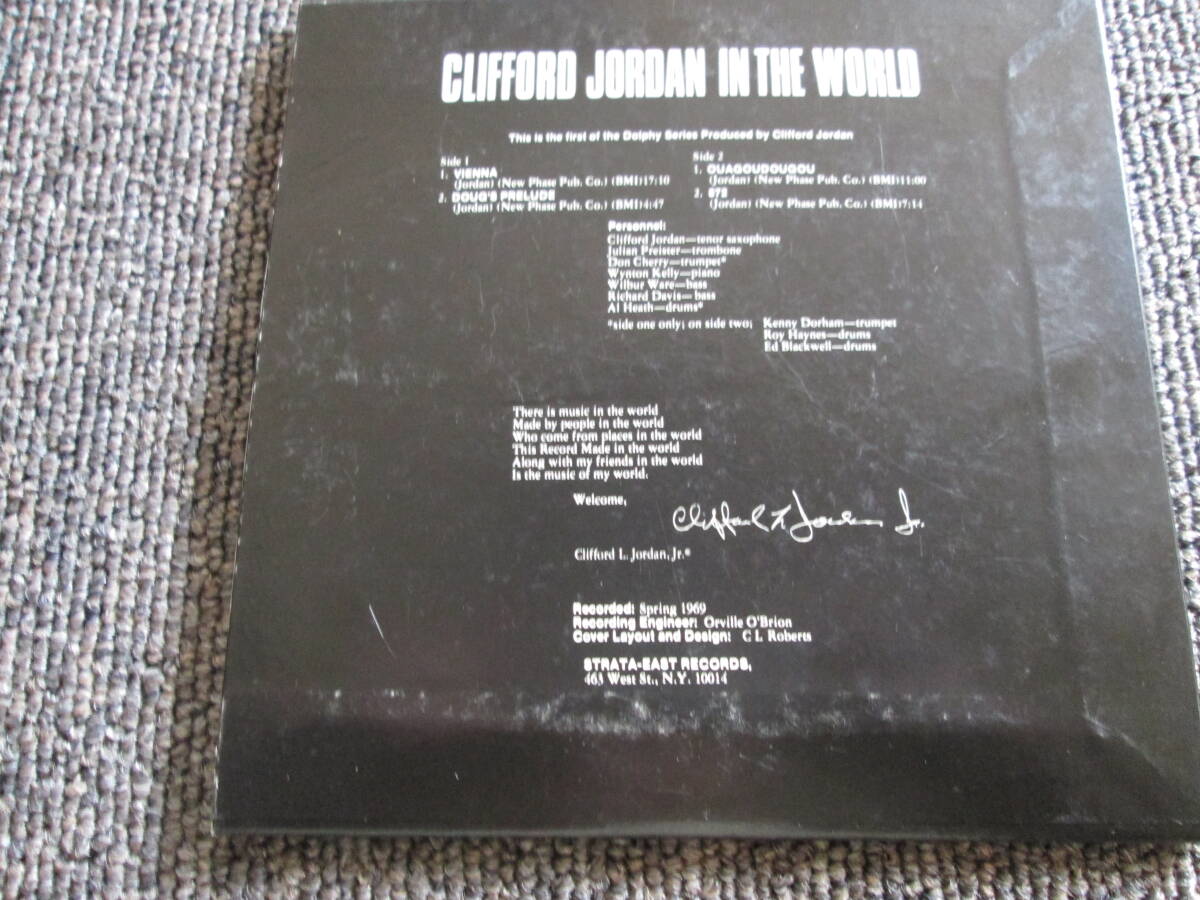 CLIFFORD JORDAN IN THE WORLD
This is the first of the Dolphy Series Produced by Clifford Jordan
Side 1
1. VIENNA
(Jordan) (New Phase Pub. Co.) (BMI) 17:10
2. DOUG'S PRELUDE
(Jordan) (New Phase Pub. Co.) (BMI) 4:47
Side 2
1. OUAGOUDOUGOU
(Jordan) (New Phase Pub. Co.) (BMI) 11:00
2. 872
(Jordan) (New Phase Pub. Co.) (BMI) 7:14
Personnel:
Clifford Jordan—tenor saxophone
Julian Preister—trombone
Don Cherry—trumpet*
Wynton Kelly—piano
Wilbur Ware—bass
Richard Davis—bass
Al Heath—drums*
*side one only; on side two; Kenny Dorham—trumpet
Roy Haynes—drums
Ed Blackwell—drums
There is music in the world
Made by people in the world
Who come from places in the world
This Record Made in the world
Along with my friends in the world
Is the music of my world.
Welcome,
Clifford L Jordan Jr.
Clifford L. Jordan, Jr.*
Recorded: Spring 1969
Recording Engineer: Orville O'Brion
Cover Layout and Design: C L Roberts
STRATA-EAST RECORDS,
463 West St., N.Y. 10014